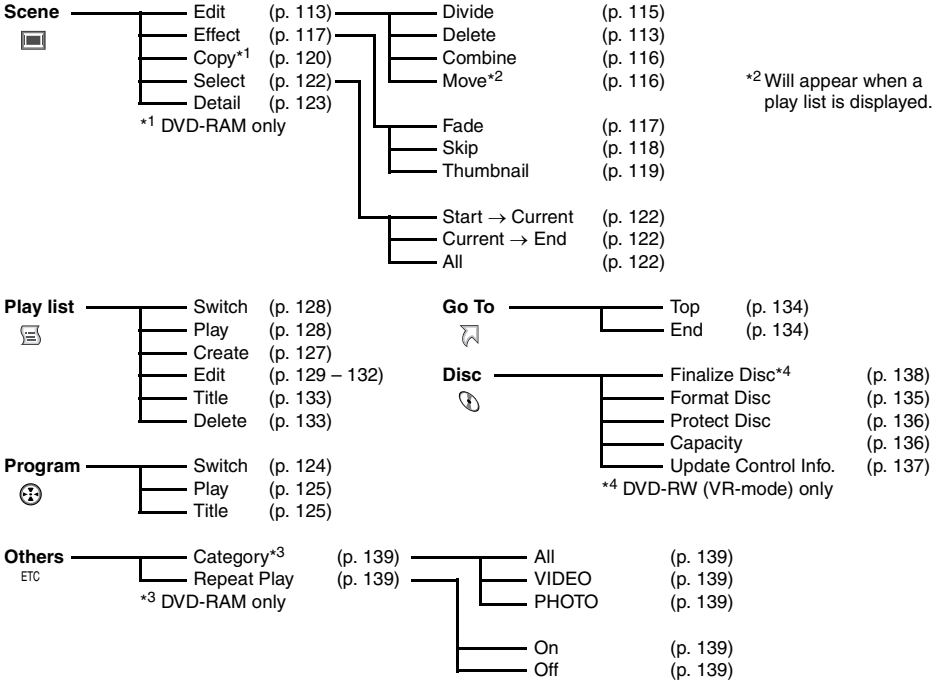 Scene Edit (p. 113) Divide (p. 115)
Effect (p. 117) Delete (p. 113)
Copy*1 (p. 120) Combine (p. 116)
Select (p. 122) Move*2 (p. 116) *2 Will appear when a
Detail (p. 123) play list is displayed.
*1 DVD-RAM only Fade (p. 117)
Skip (p. 118)
Thumbnail (p. 119)
Start → Current (p. 122)
Current → End (p. 122)
All (p. 122)
Play list Switch (p. 128) Go To Top (p. 134)
Play (p. 128) End (p. 134)
Create (p. 127)
Edit (p. 129 – 132) Disc Finalize Disc*4 (p. 138)
Title (p. 133) Format Disc (p. 135)
Delete (p. 133) Protect Disc (p. 136)
Capacity (p. 136)
Program Switch (p. 124) Update Control Info. (p. 137)
Play (p. 125) *4 DVD-RW (VR-mode) only
Title (p. 125)
Others Category*3 (p. 139) All (p. 139)
ETC Repeat Play (p. 139) VIDEO (p. 139)
*3 DVD-RAM only PHOTO (p. 139)
On (p. 139)
Off (p. 139)